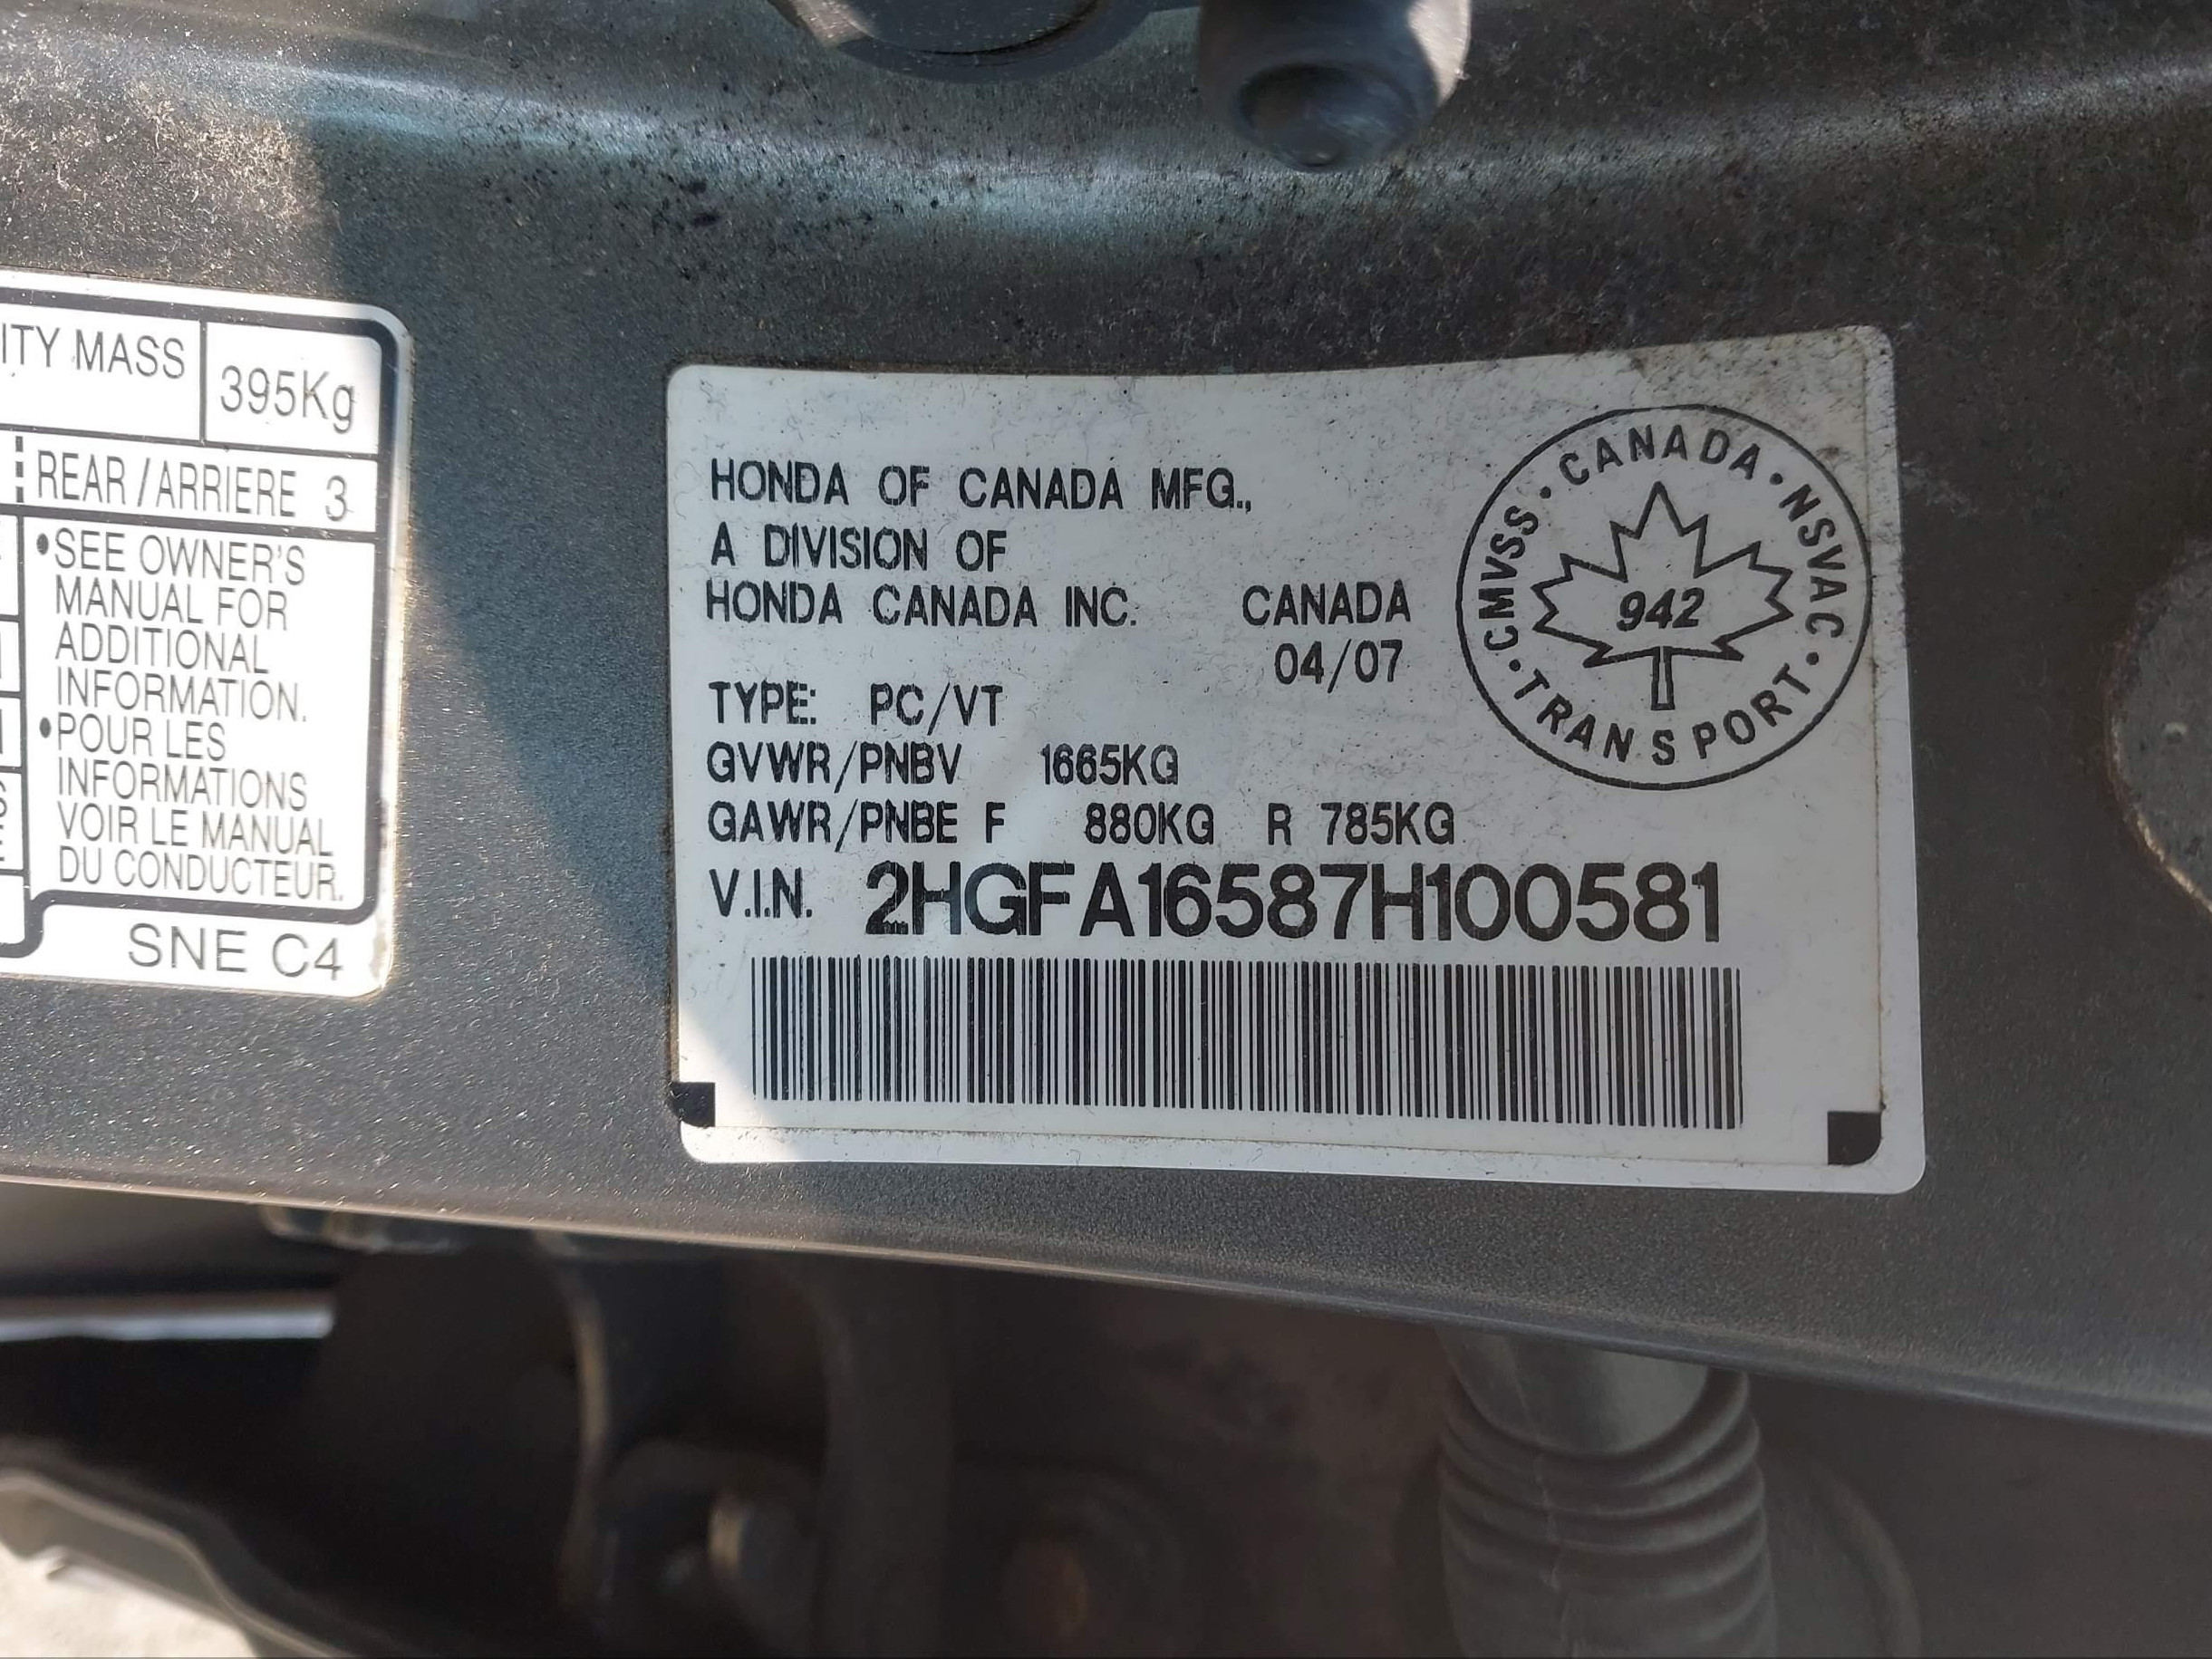 ITY MASS
395Kg
REAR/ARRIERE 3
•SEE OWNER'S
MANUAL FOR
ADDITIONAL
INFORMATION.
•POUR LES
INFORMATIONS
VOIR LE MANUAL
DU CONDUCTEUR.
SNE C4
HONDA OF CANADA MFG.,
A DIVISION OF
HONDA CANADA INC. CANADA
04/07
TYPE: PC/VT
GVWR/PNBV 1665KG
GAWR/PNBE F 880KG R 785KG
V.I.N. 2HGFA16587H100581
CANADA • NSVAC • TRANSPORT • CMVSS •
942